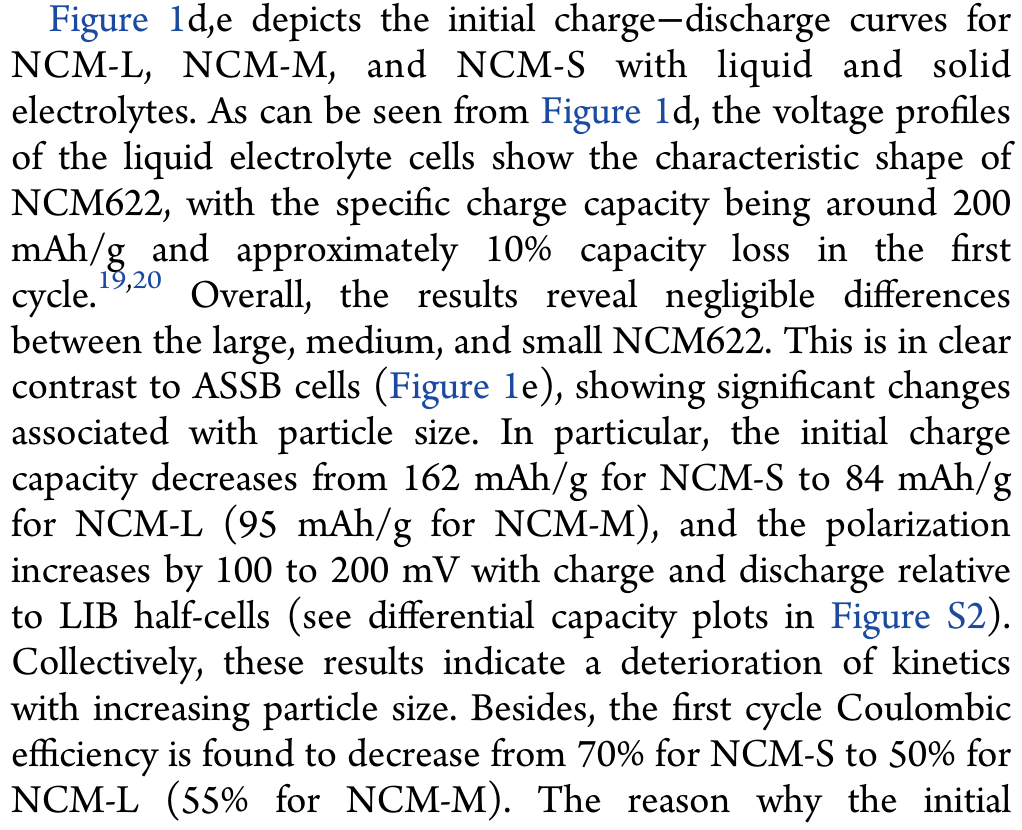 Figure 1d,e depicts the initial charge−discharge curves for
NCM-L, NCM-M, and NCM-S with liquid and solid
electrolytes. As can be seen from Figure 1d, the voltage profiles
of the liquid electrolyte cells show the characteristic shape of
NCM622, with the specific charge capacity being around 200
mAh/g and approximately 10% capacity loss in the first
cycle.19,20 Overall, the results reveal negligible differences
between the large, medium, and small NCM622. This is in clear
contrast to ASSB cells (Figure 1e), showing significant changes
associated with particle size. In particular, the initial charge
capacity decreases from 162 mAh/g for NCM-S to 84 mAh/g
for NCM-L (95 mAh/g for NCM-M), and the polarization
increases by 100 to 200 mV with charge and discharge relative
to LIB half-cells (see differential capacity plots in Figure S2).
Collectively, these results indicate a deterioration of kinetics
with increasing particle size. Besides, the first cycle Coulombic
efficiency is found to decrease from 70% for NCM-S to 50% for
NCM-L (55% for NCM-M). The reason why the initial